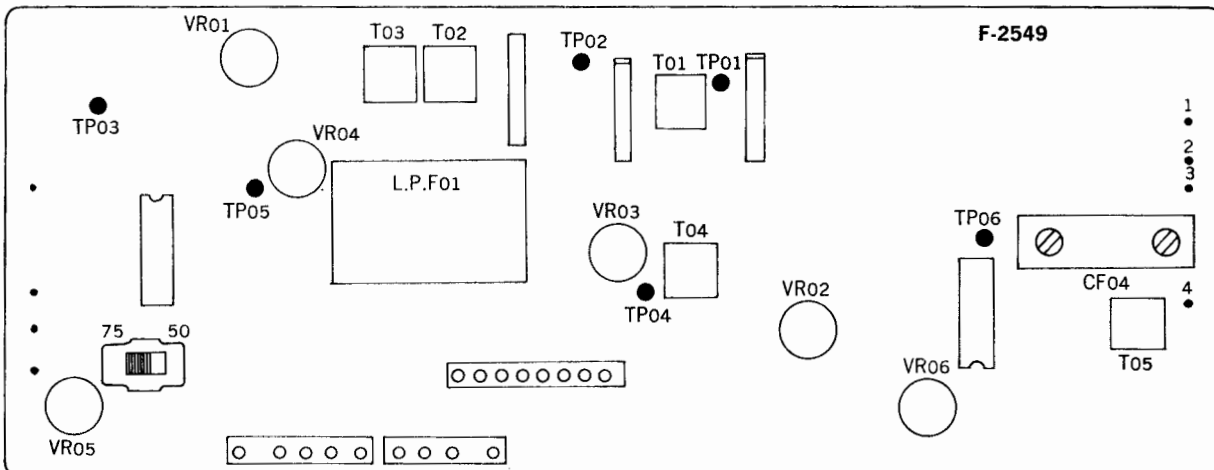 VR01
T03
T02
TP02
T01
TP01
F-2549
TP03
VR04
1
2
3
L.P.F01
TP05
VR03
T04
TP06
CF04
TP04
VR02
4
75
50
T05
VR06
VR05